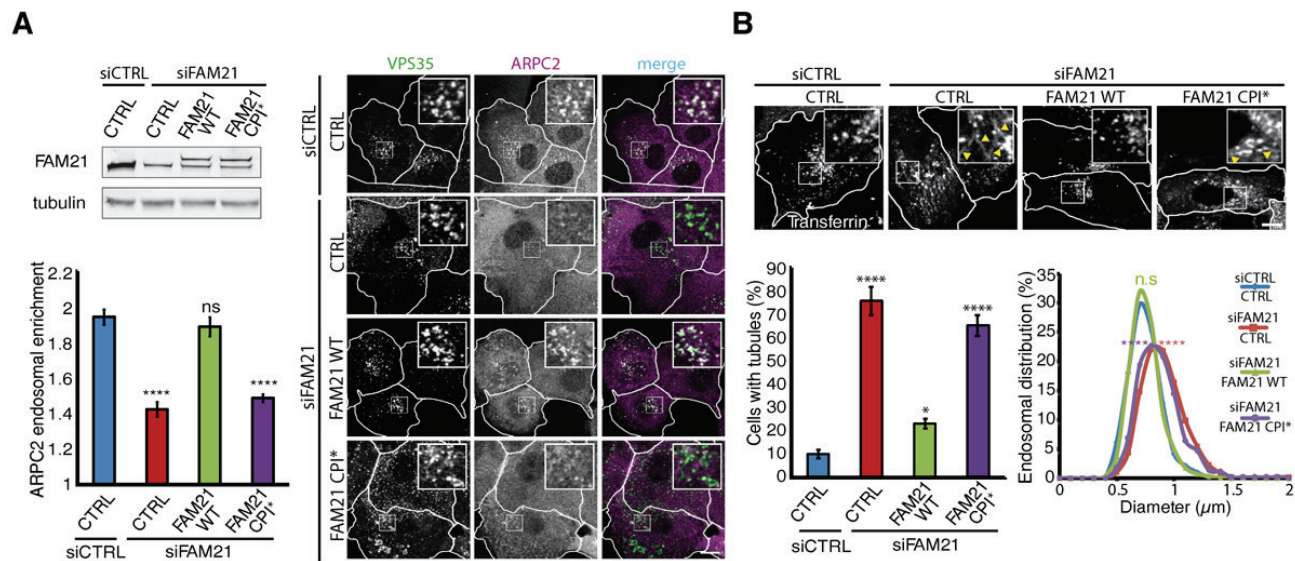 A
siCTRL
siFAM21
CTRL
CTRL
FAM21
WT
FAM21
CPI*
FAM21
tubulin
ARPC2 endosomal enrichment
2.2
2
1.8
1.6
1.4
1.2
1
****
ns
****
CTRL
CTRL
FAM21
WT
FAM21
CPI*
siCTRL
siFAM21
VPS35
ARPC2
merge
siCTRL
CTRL
siFAM21
CTRL
FAM21 WT
FAM21 CPI*
B
siCTRL
siFAM21
CTRL
CTRL
FAM21 WT
FAM21 CPI*
Transferrin
Cells with tubules (%)
90
80
70
60
50
40
30
20
10
0
****
*
****
CTRL
CTRL
FAM21
WT
FAM21
CPI*
siCTRL
siFAM21
Endosomal distribution (%)
35
30
25
20
15
10
5
0
n.s
****
****
0
0.5
1
1.5
2
Diameter (µm)
siCTRL
CTRL
siFAM21
CTRL
siFAM21
FAM21 WT
siFAM21
FAM21 CPI*